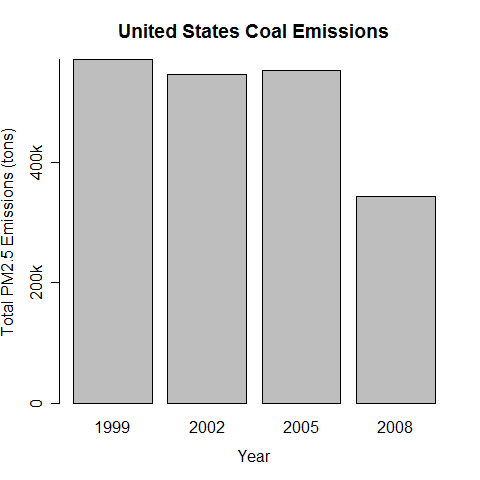 United States Coal Emissions
Total PM2.5 Emissions (tons)
400k
200k
0
1999 2002 2005 2008
Year